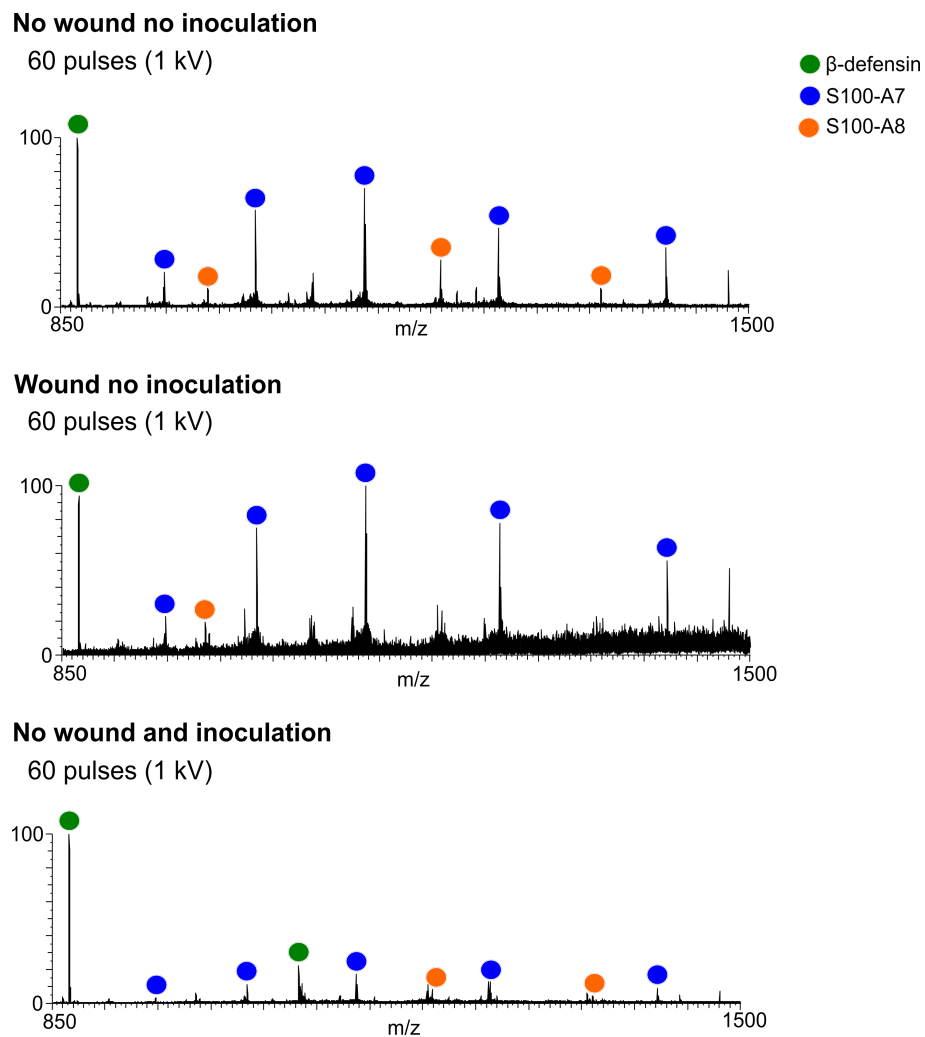 No wound no inoculation
60 pulses (1 kV)
β-defensin
S100-A7
S100-A8
100
0
850
m/z
1500
Wound no inoculation
60 pulses (1 kV)
100
0
850
m/z
1500
No wound and inoculation
60 pulses (1 kV)
100
0
850
m/z
1500